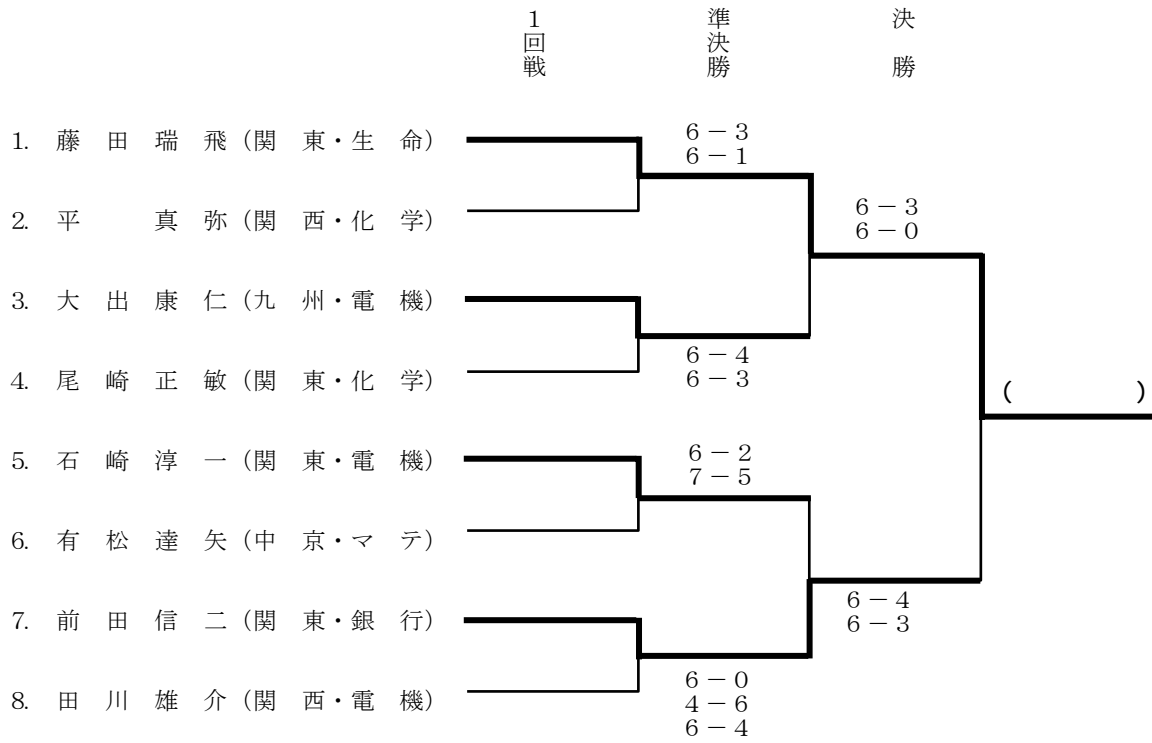 1回戦 準決勝 決勝
1. 藤田瑞飛（関東・生命）
6－3
6－1
2. 平 真弥（関西・化学）
6－3
6－0
3. 大出康仁（九州・電機）
6－4
6－3
4. 尾崎正敏（関東・化学）
( )
5. 石崎淳一（関東・電機）
6－2
7－5
6. 有松達矢（中京・マテ）
6－4
6－3
7. 前田信二（関東・銀行）
6－0
4－6
6－4
8. 田川雄介（関西・電機）